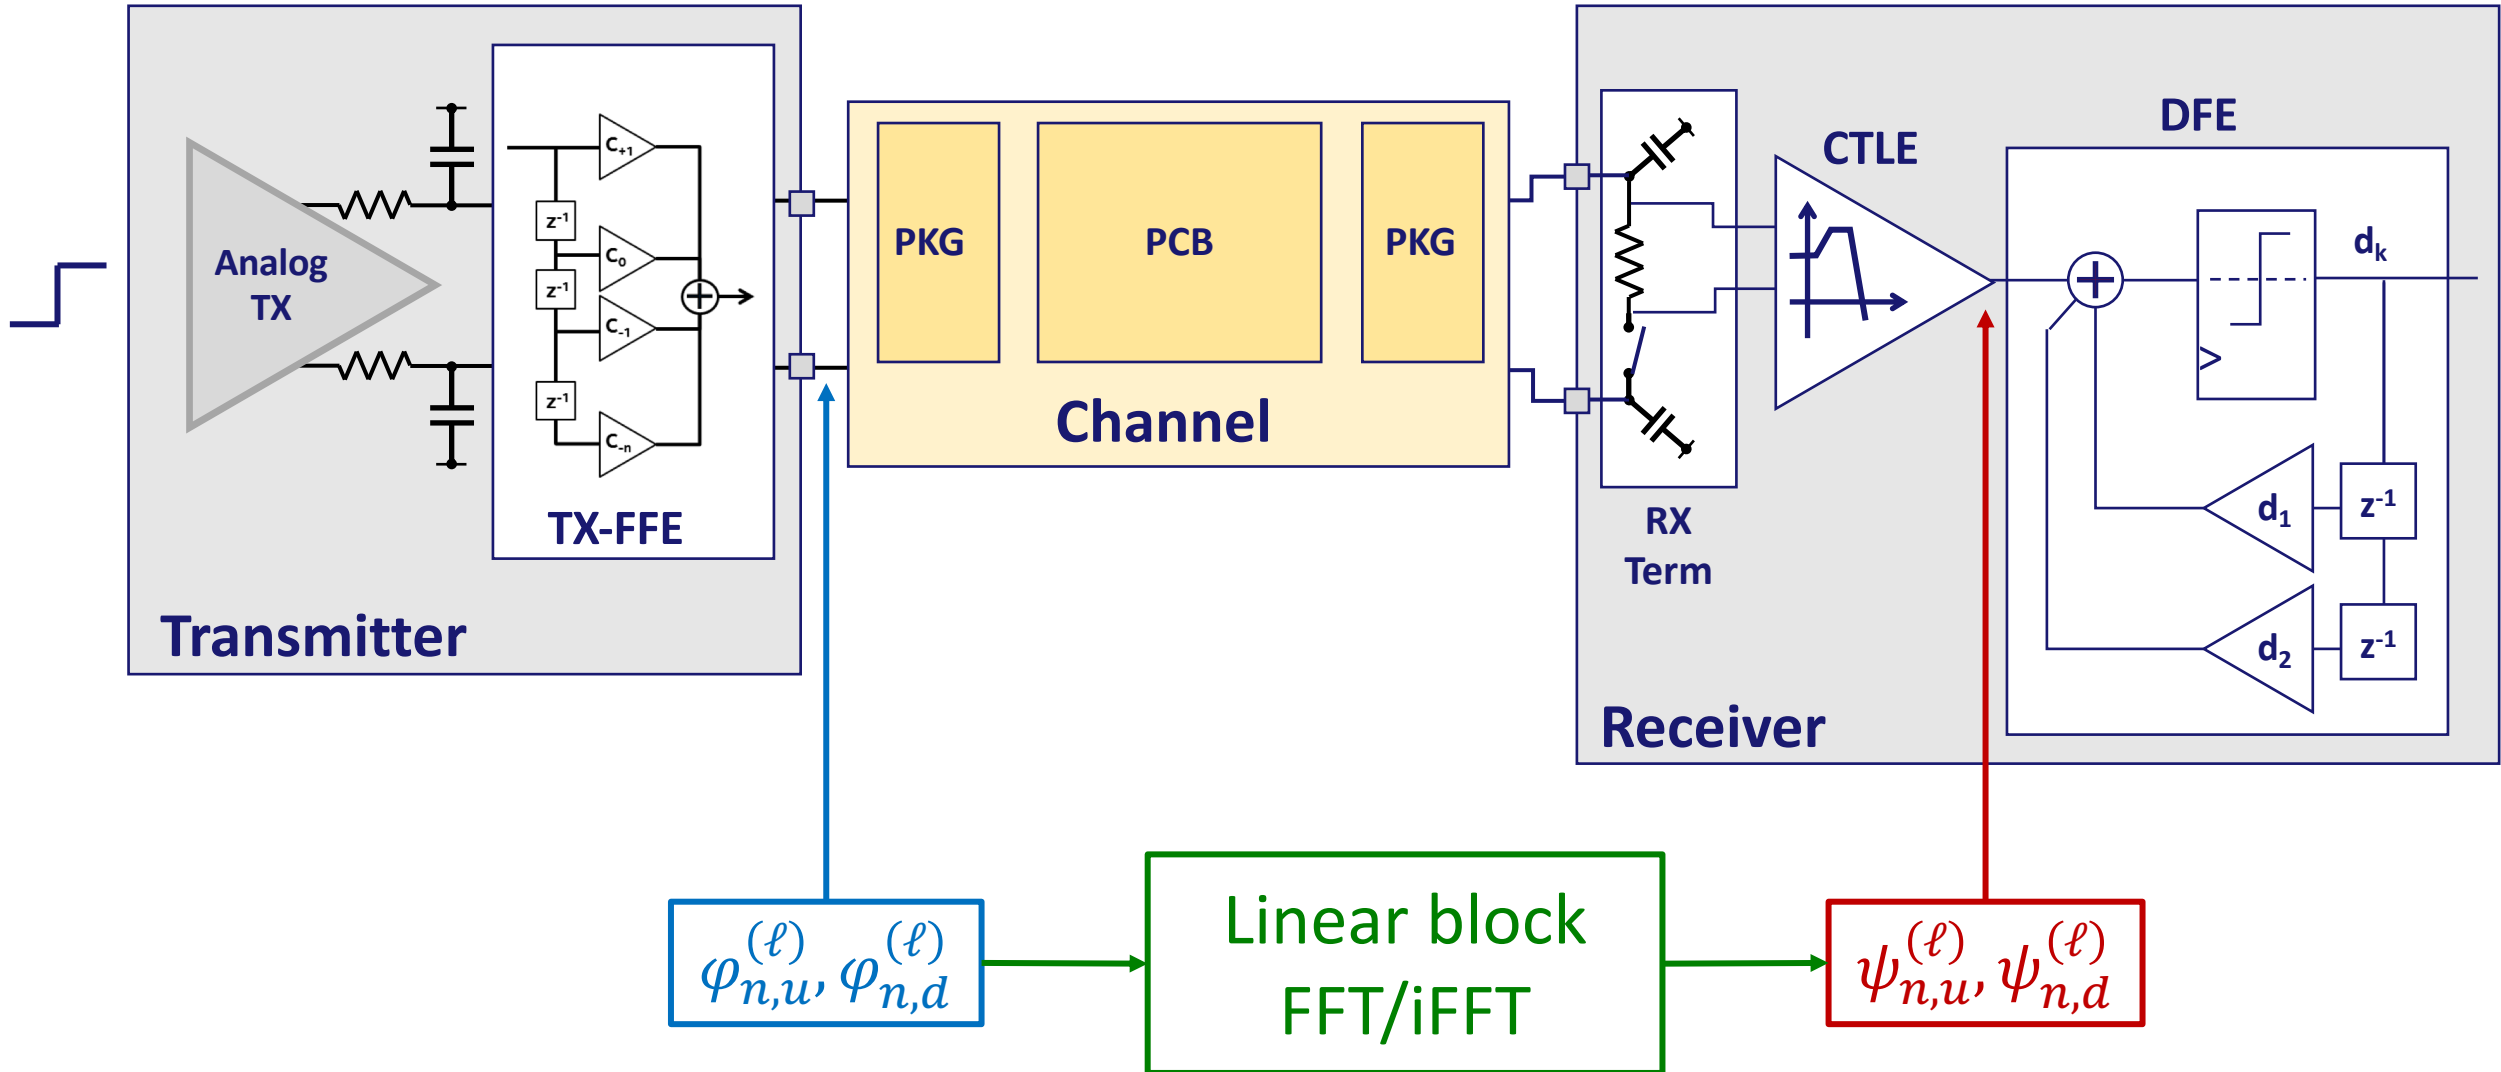 Analog
TX
C+1
z-1
C0
z-1
C-1
z-1
C-n
TX-FFE
Transmitter
PKG
PCB
PKG
Channel
RX
Term
CTLE
DFE
dk
>
d1
z-1
d2
z-1
Receiver
φn,u(ℓ), φn,d(ℓ)
Linear block
FFT/iFFT
ψn,u(ℓ), ψn,d(ℓ)